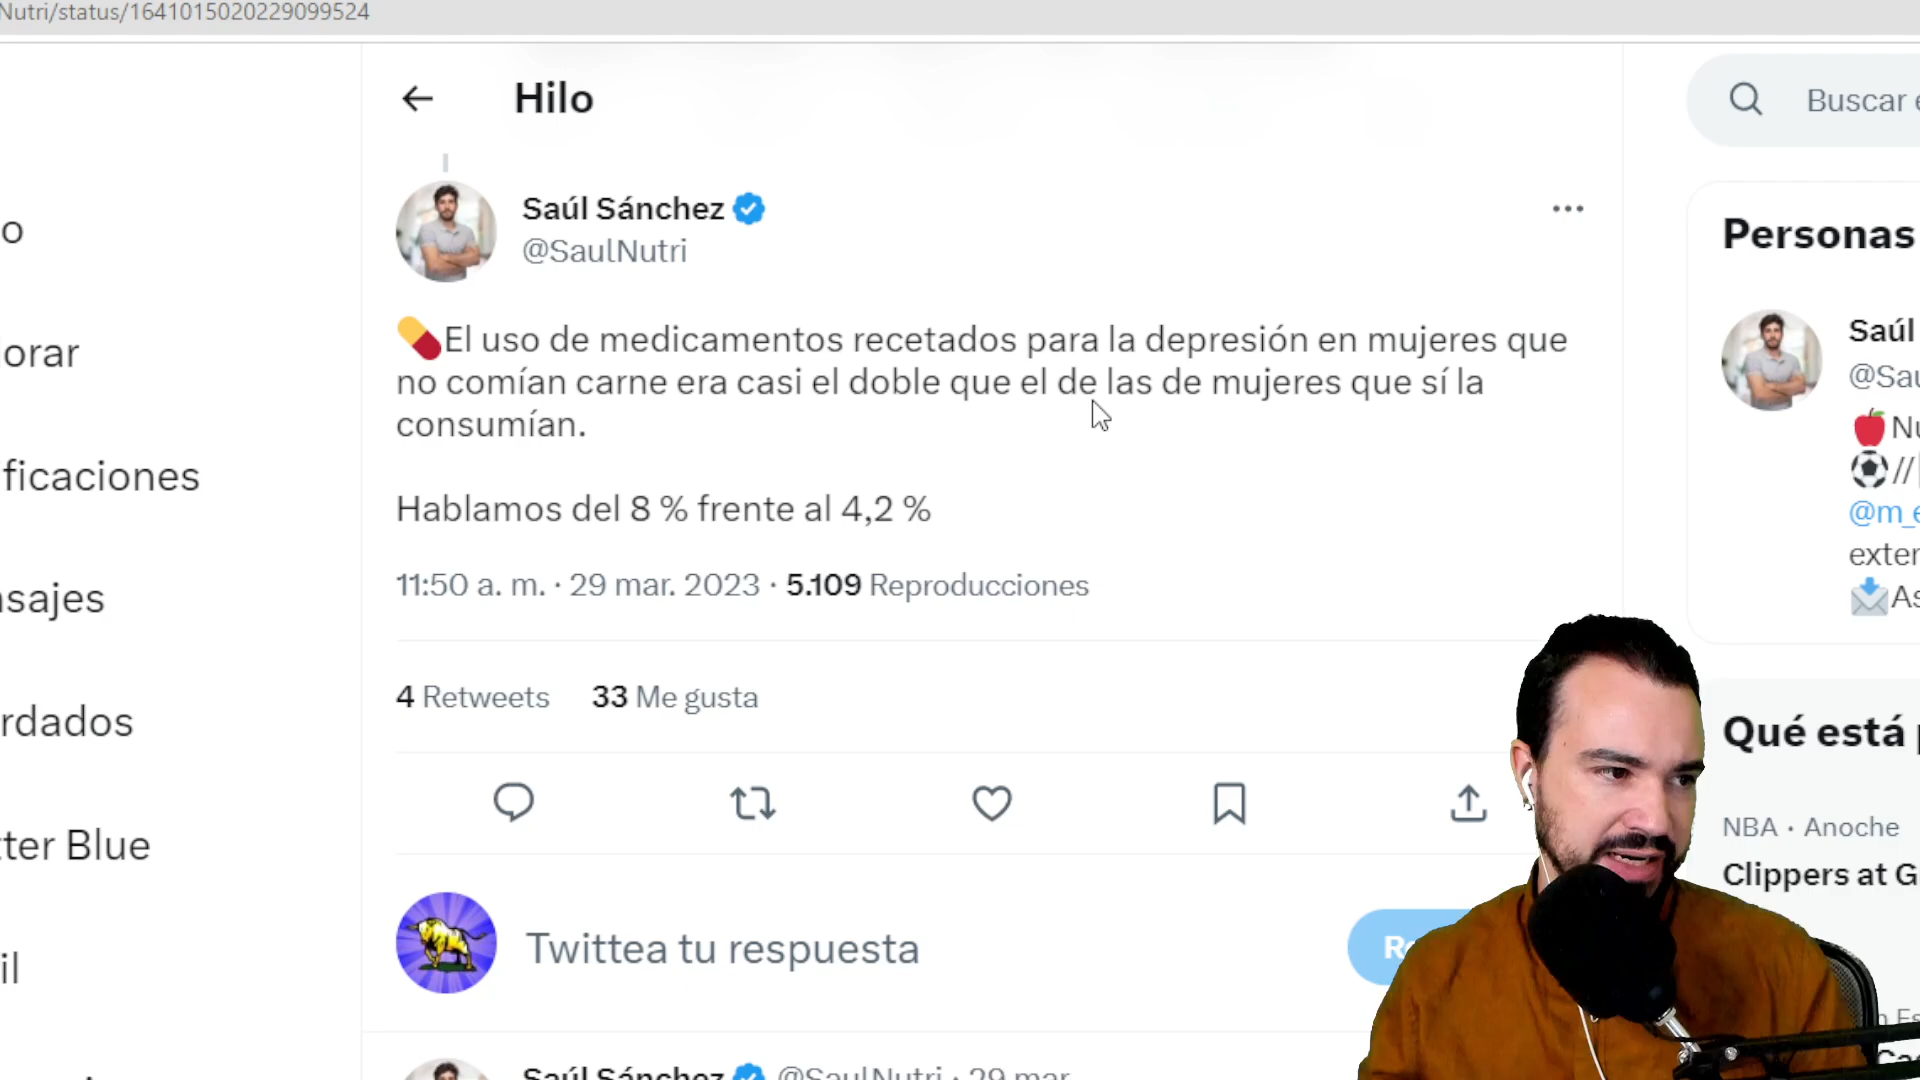 Nutri/status/1641015020229099524
Hilo
Buscar e
Saúl Sánchez
@SaulNutri
Personas
o
El uso de medicamentos recetados para la depresión en mujeres que
no comían carne era casi el doble que el de las de mujeres que sí la
consumían.
Saúl
@Sau
orar
Nu
//
ficaciones
Hablamos del 8 % frente al 4,2 %
@m_e
exter
11:50 a. m. · 29 mar. 2023 · 5.109 Reproducciones
As
nsajes
4 Retweets 33 Me gusta
rdados
Qué está p
tter Blue
NBA · Anoche
Clippers at G
Twittea tu respuesta
Re
il
Saúl Sánchez @SaulNutri · 29 mar.